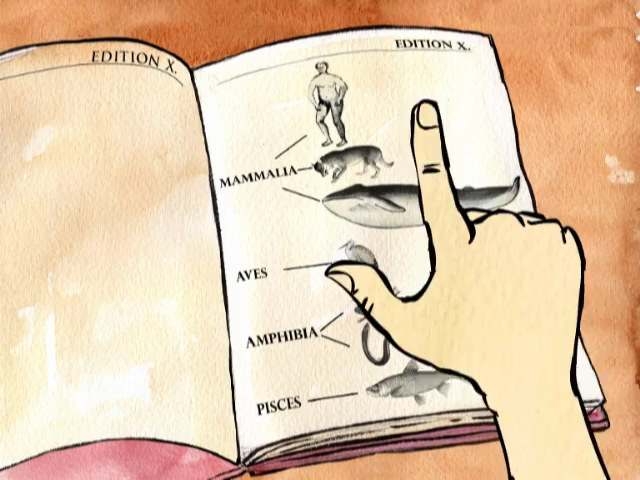 EDITION X.
EDITION X.
MAMMALIA
AVES
AMPHIBIA
PISCES